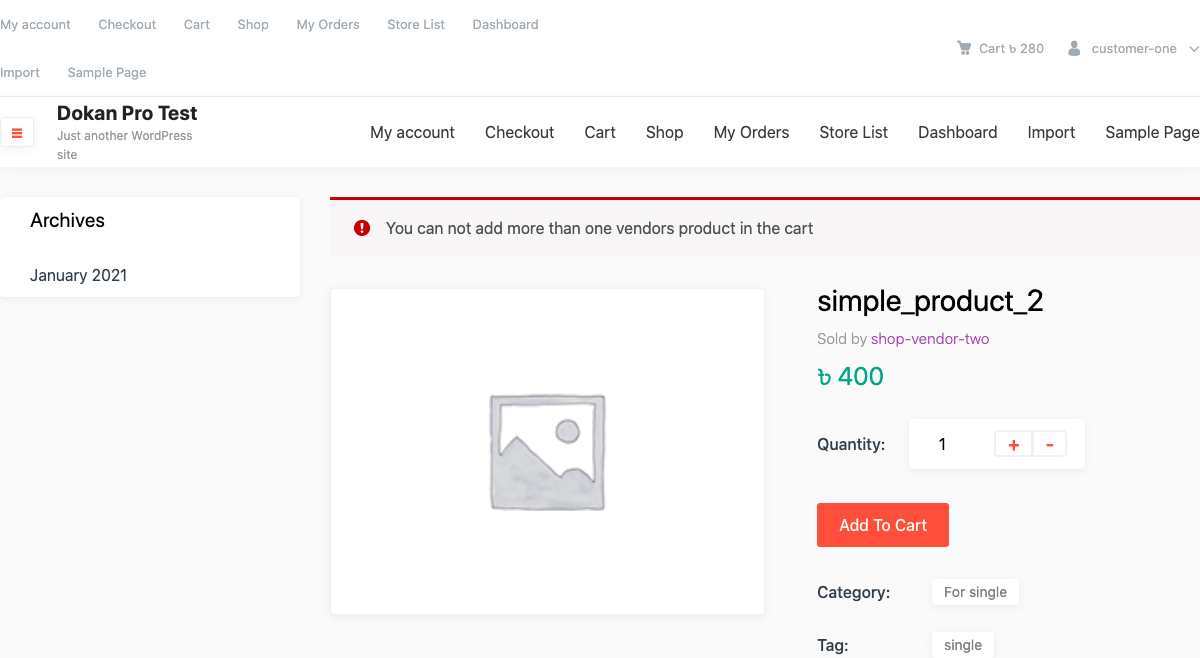 My account Checkout Cart Shop My Orders Store List Dashboard
Cart ৳ 280 customer-one
Import Sample Page
Dokan Pro Test
Just another WordPress
site
My account Checkout Cart Shop My Orders Store List Dashboard Import Sample Page
Archives
January 2021
You can not add more than one vendors product in the cart
simple_product_2
Sold by shop-vendor-two
৳ 400
Quantity: 1 + -
Add To Cart
Category: For single
Tag: single